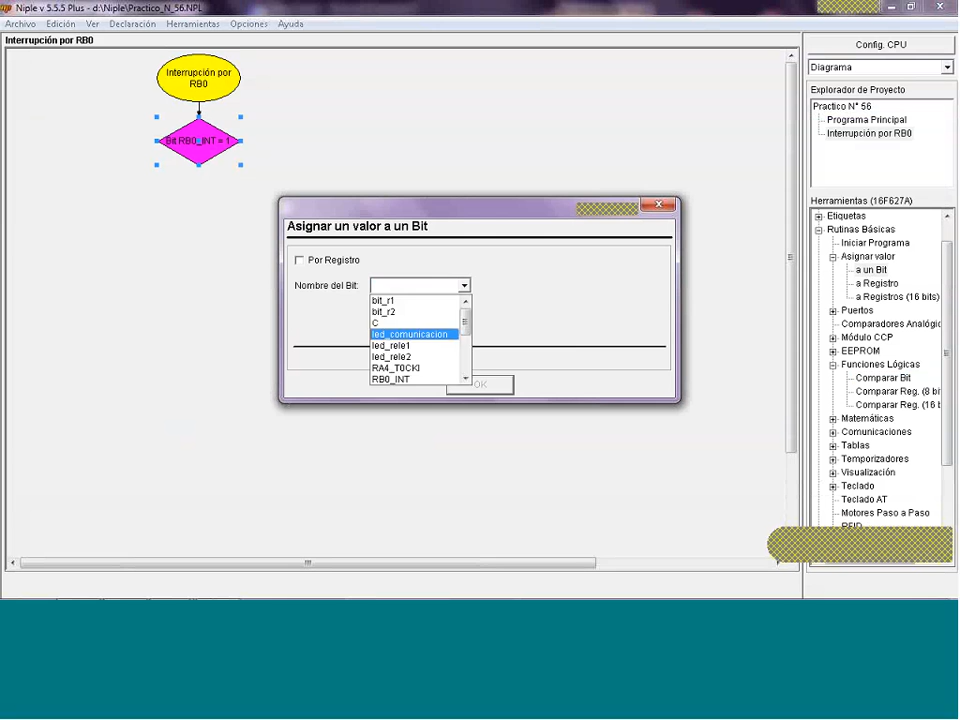 Niple v 5.5.5 Plus - d:\Niple\Practico_N_56.NPL
Archivo Edición Ver Declaración Herramientas Opciones Ayuda
Interrupción por RB0
Config. CPU
Diagrama
Explorador de Proyecto
Practico N° 56
Programa Principal
Interrupción por RB0
Interrupción por
RB0
Bit RB0_INT = 1
Asignar un valor a un Bit
Por Registro
Nombre del Bit:
bit_r1
bit_r2
C
led_comunicacion
led_rele1
led_rele2
RA4_T0CKI
RB0_INT
OK
Herramientas (16F627A)
Etiquetas
Rutinas Básicas
Iniciar Programa
Asignar valor
a un Bit
a Registro
a Registros (16 bits)
Puertos
Comparadores Analógic
Módulo CCP
EEPROM
Funciones Lógicas
Comparar Bit
Comparar Reg. (8 bi
Comparar Reg. (16 b
Matemáticas
Comunicaciones
Tablas
Temporizadores
Visualización
Teclado
Teclado AT
Motores Paso a Paso
RFID